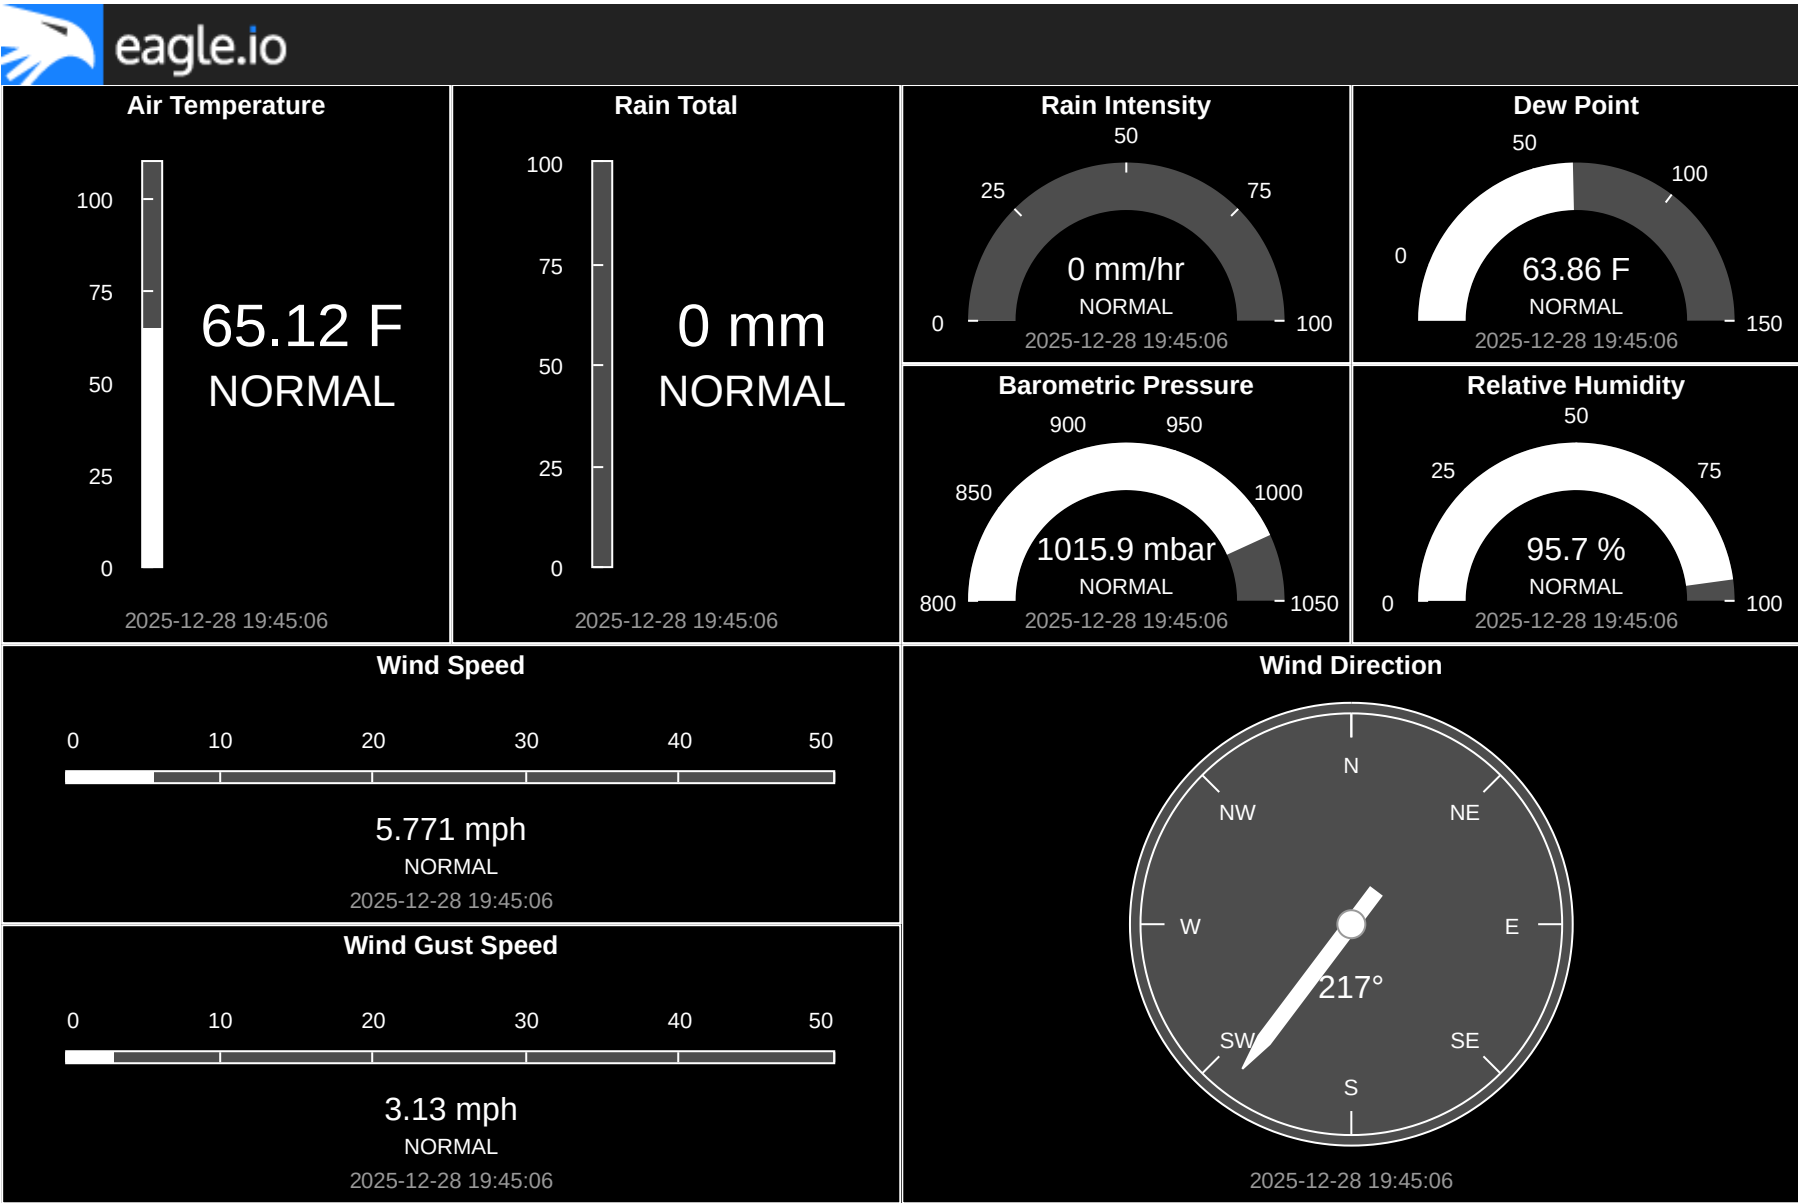 eagle.io
Air Temperature
100
75
50
25
0
65.12 F
NORMAL
2025-12-28 19:45:06
Rain Total
100
75
50
25
0
0 mm
NORMAL
2025-12-28 19:45:06
Rain Intensity
50
25
75
0
100
0 mm/hr
NORMAL
2025-12-28 19:45:06
Dew Point
50
100
0
150
63.86 F
NORMAL
2025-12-28 19:45:06
Barometric Pressure
900
950
850
1000
800
1050
1015.9 mbar
NORMAL
2025-12-28 19:45:06
Relative Humidity
50
25
75
0
100
95.7 %
NORMAL
2025-12-28 19:45:06
Wind Speed
0 10 20 30 40 50
5.771 mph
NORMAL
2025-12-28 19:45:06
Wind Gust Speed
0 10 20 30 40 50
3.13 mph
NORMAL
2025-12-28 19:45:06
Wind Direction
N
NW
NE
W
E
217°
SW
SE
S
2025-12-28 19:45:06